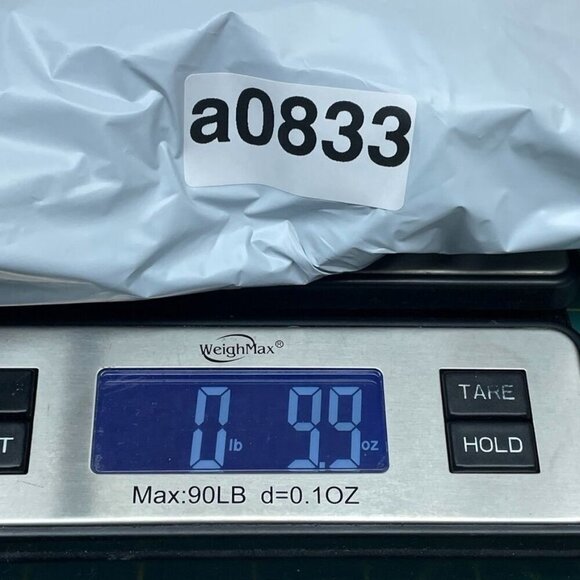 a0833
WeighMax®
0 lb 9.9 oz
TARE
T HOLD
Max:90LB d=0.1OZ